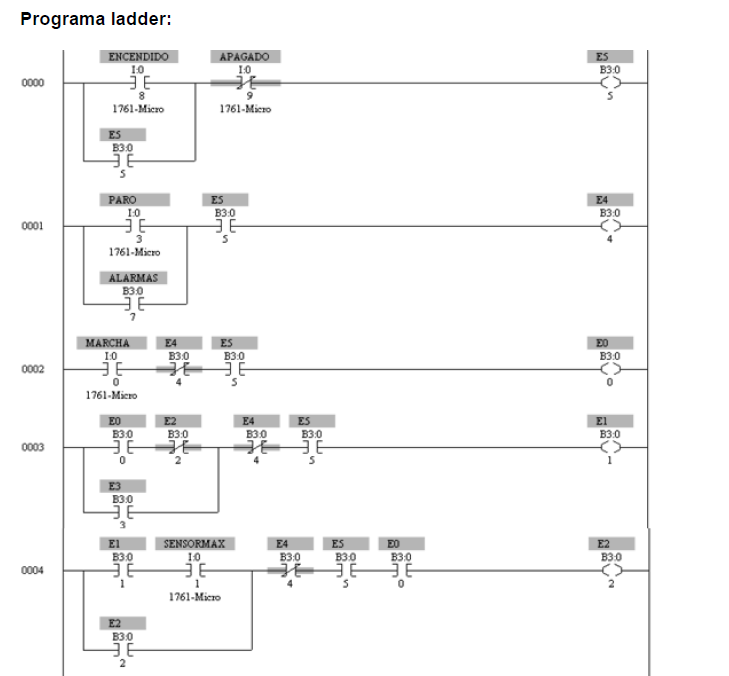 Programa ladder:
ENCENDIDO APAGADO E5
I:0 I:0 B3:0
0000
8 9 5
1761-Micro 1761-Micro
E5
B3:0
5
PARO E5 E4
I:0 B3:0 B3:0
0001
3 5 4
1761-Micro
ALARMAS
B3:0
7
MARCHA E4 E5 E0
I:0 B3:0 B3:0 B3:0
0002
0 4 5 0
1761-Micro
E0 E2 E4 E5 E1
B3:0 B3:0 B3:0 B3:0 B3:0
0003
0 2 4 5 1
E3
B3:0
3
E1 SENSORMAX E4 E5 E0 E2
B3:0 I:0 B3:0 B3:0 B3:0 B3:0
0004
1 1 4 5 0 2
1761-Micro
E2
B3:0
2